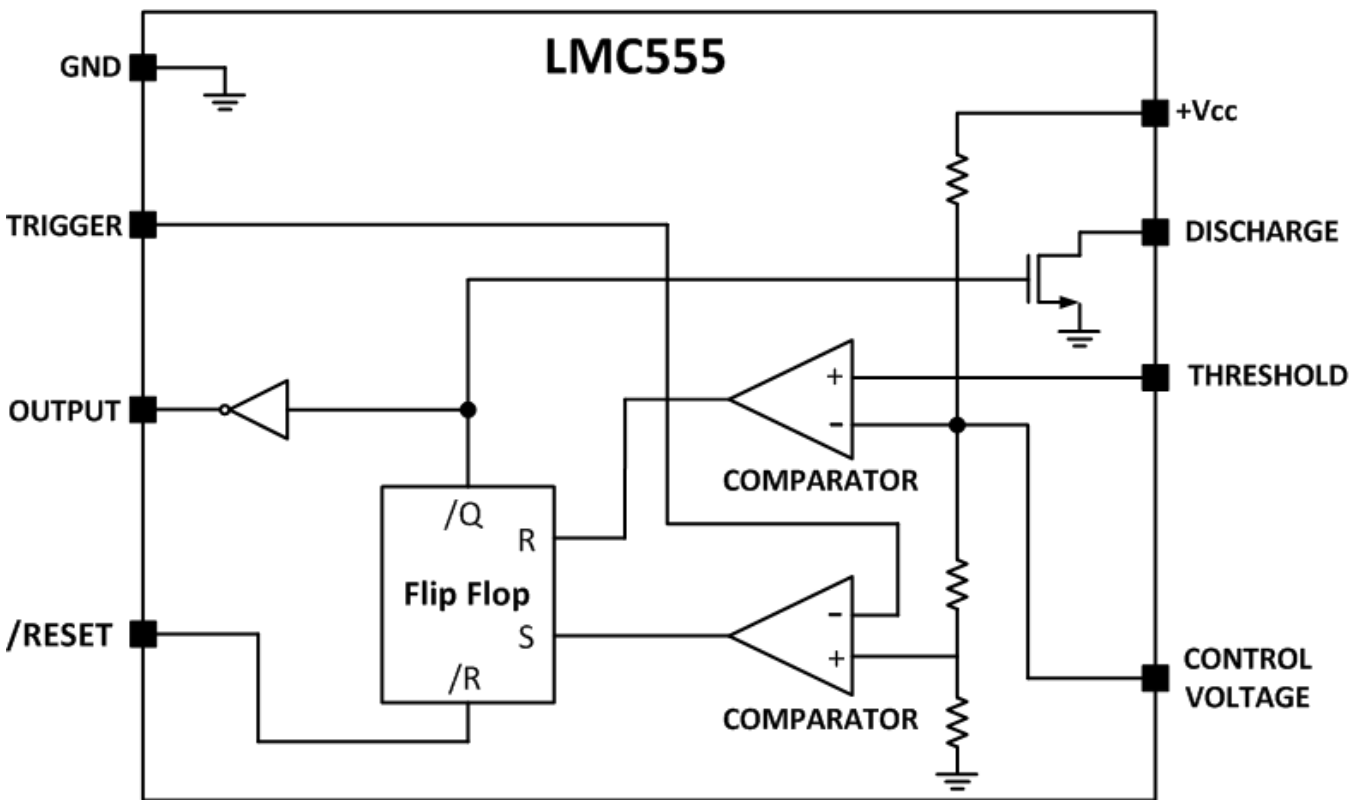 LMC555
GND
+Vcc
TRIGGER
DISCHARGE
THRESHOLD
+
OUTPUT
-
COMPARATOR
/Q
R
Flip Flop
-
S
/RESET
+
/R
CONTROL
VOLTAGE
COMPARATOR